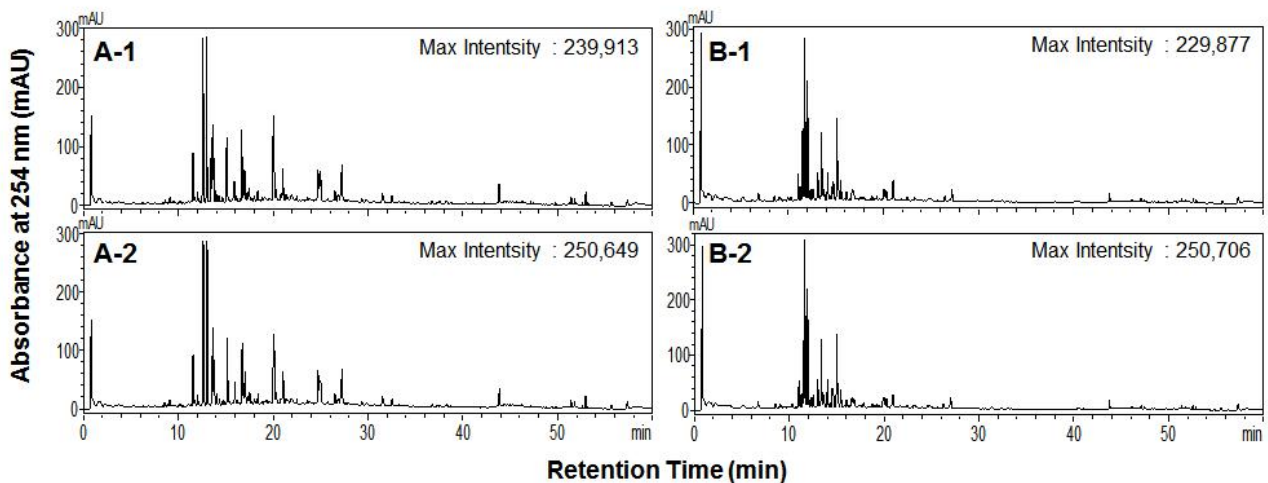 Absorbance at 254 nm (mAU)
mAU
300
200
100
0
A-1
Max Intentsity : 239,913
mAU
300
200
100
0
B-1
Max Intentsity : 229,877
mAU
300
200
100
0
A-2
Max Intentsity : 250,649
0 10 20 30 40 50 min
mAU
300
200
100
0
B-2
Max Intentsity : 250,706
0 10 20 30 40 50 min
Retention Time (min)